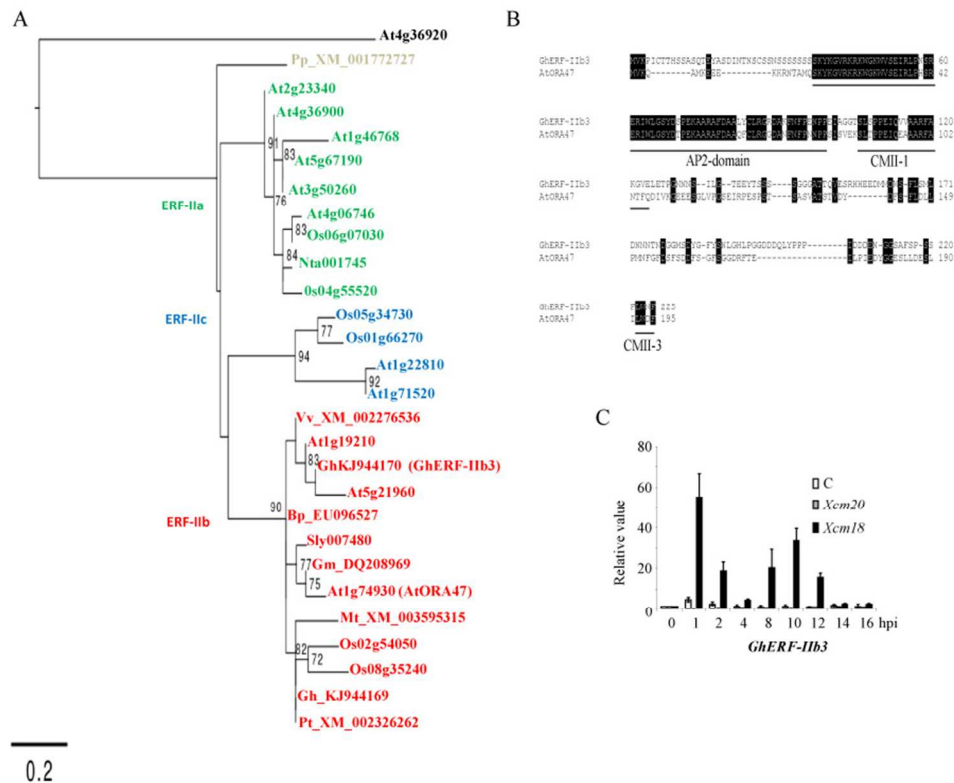 A
At4g36920
Pp_XM_001772727
At2g23340
At4g36900
91
At1g46768
83
At5g67190
At3g50260
76
ERF-IIa
At4g06746
83
Os06g07030
84
Nta001745
0s04g55520
ERF-IIc
Os05g34730
77
Os01g66270
94
At1g22810
92
At1g71520
Vv_XM_002276536
At1g19210
83
GhKJ944170 (GhERF-IIb3)
At5g21960
90
Bp_EU096527
ERF-IIb
Sly007480
77
Gm_DQ208969
75
At1g74930 (AtORA47)
Mt_XM_003595315
82
Os02g54050
72
Os08g35240
Gh_KJ944169
Pt_XM_002326262
0.2
B
GhERF-IIb3 60
AtORA47 42
GhERF-IIb3 120
AtORA47 102
AP2-domain CMII-1
GhERF-IIb3 171
AtORA47 149
GhERF-IIb3 220
AtORA47 190
GhERF-IIb3 225
AtORA47 195
CMII-3
C
80
60
40
20
0
Relative value
C
Xcm20
Xcm18
0 1 2 4 8 10 12 14 16 hpi
GhERF-IIb3